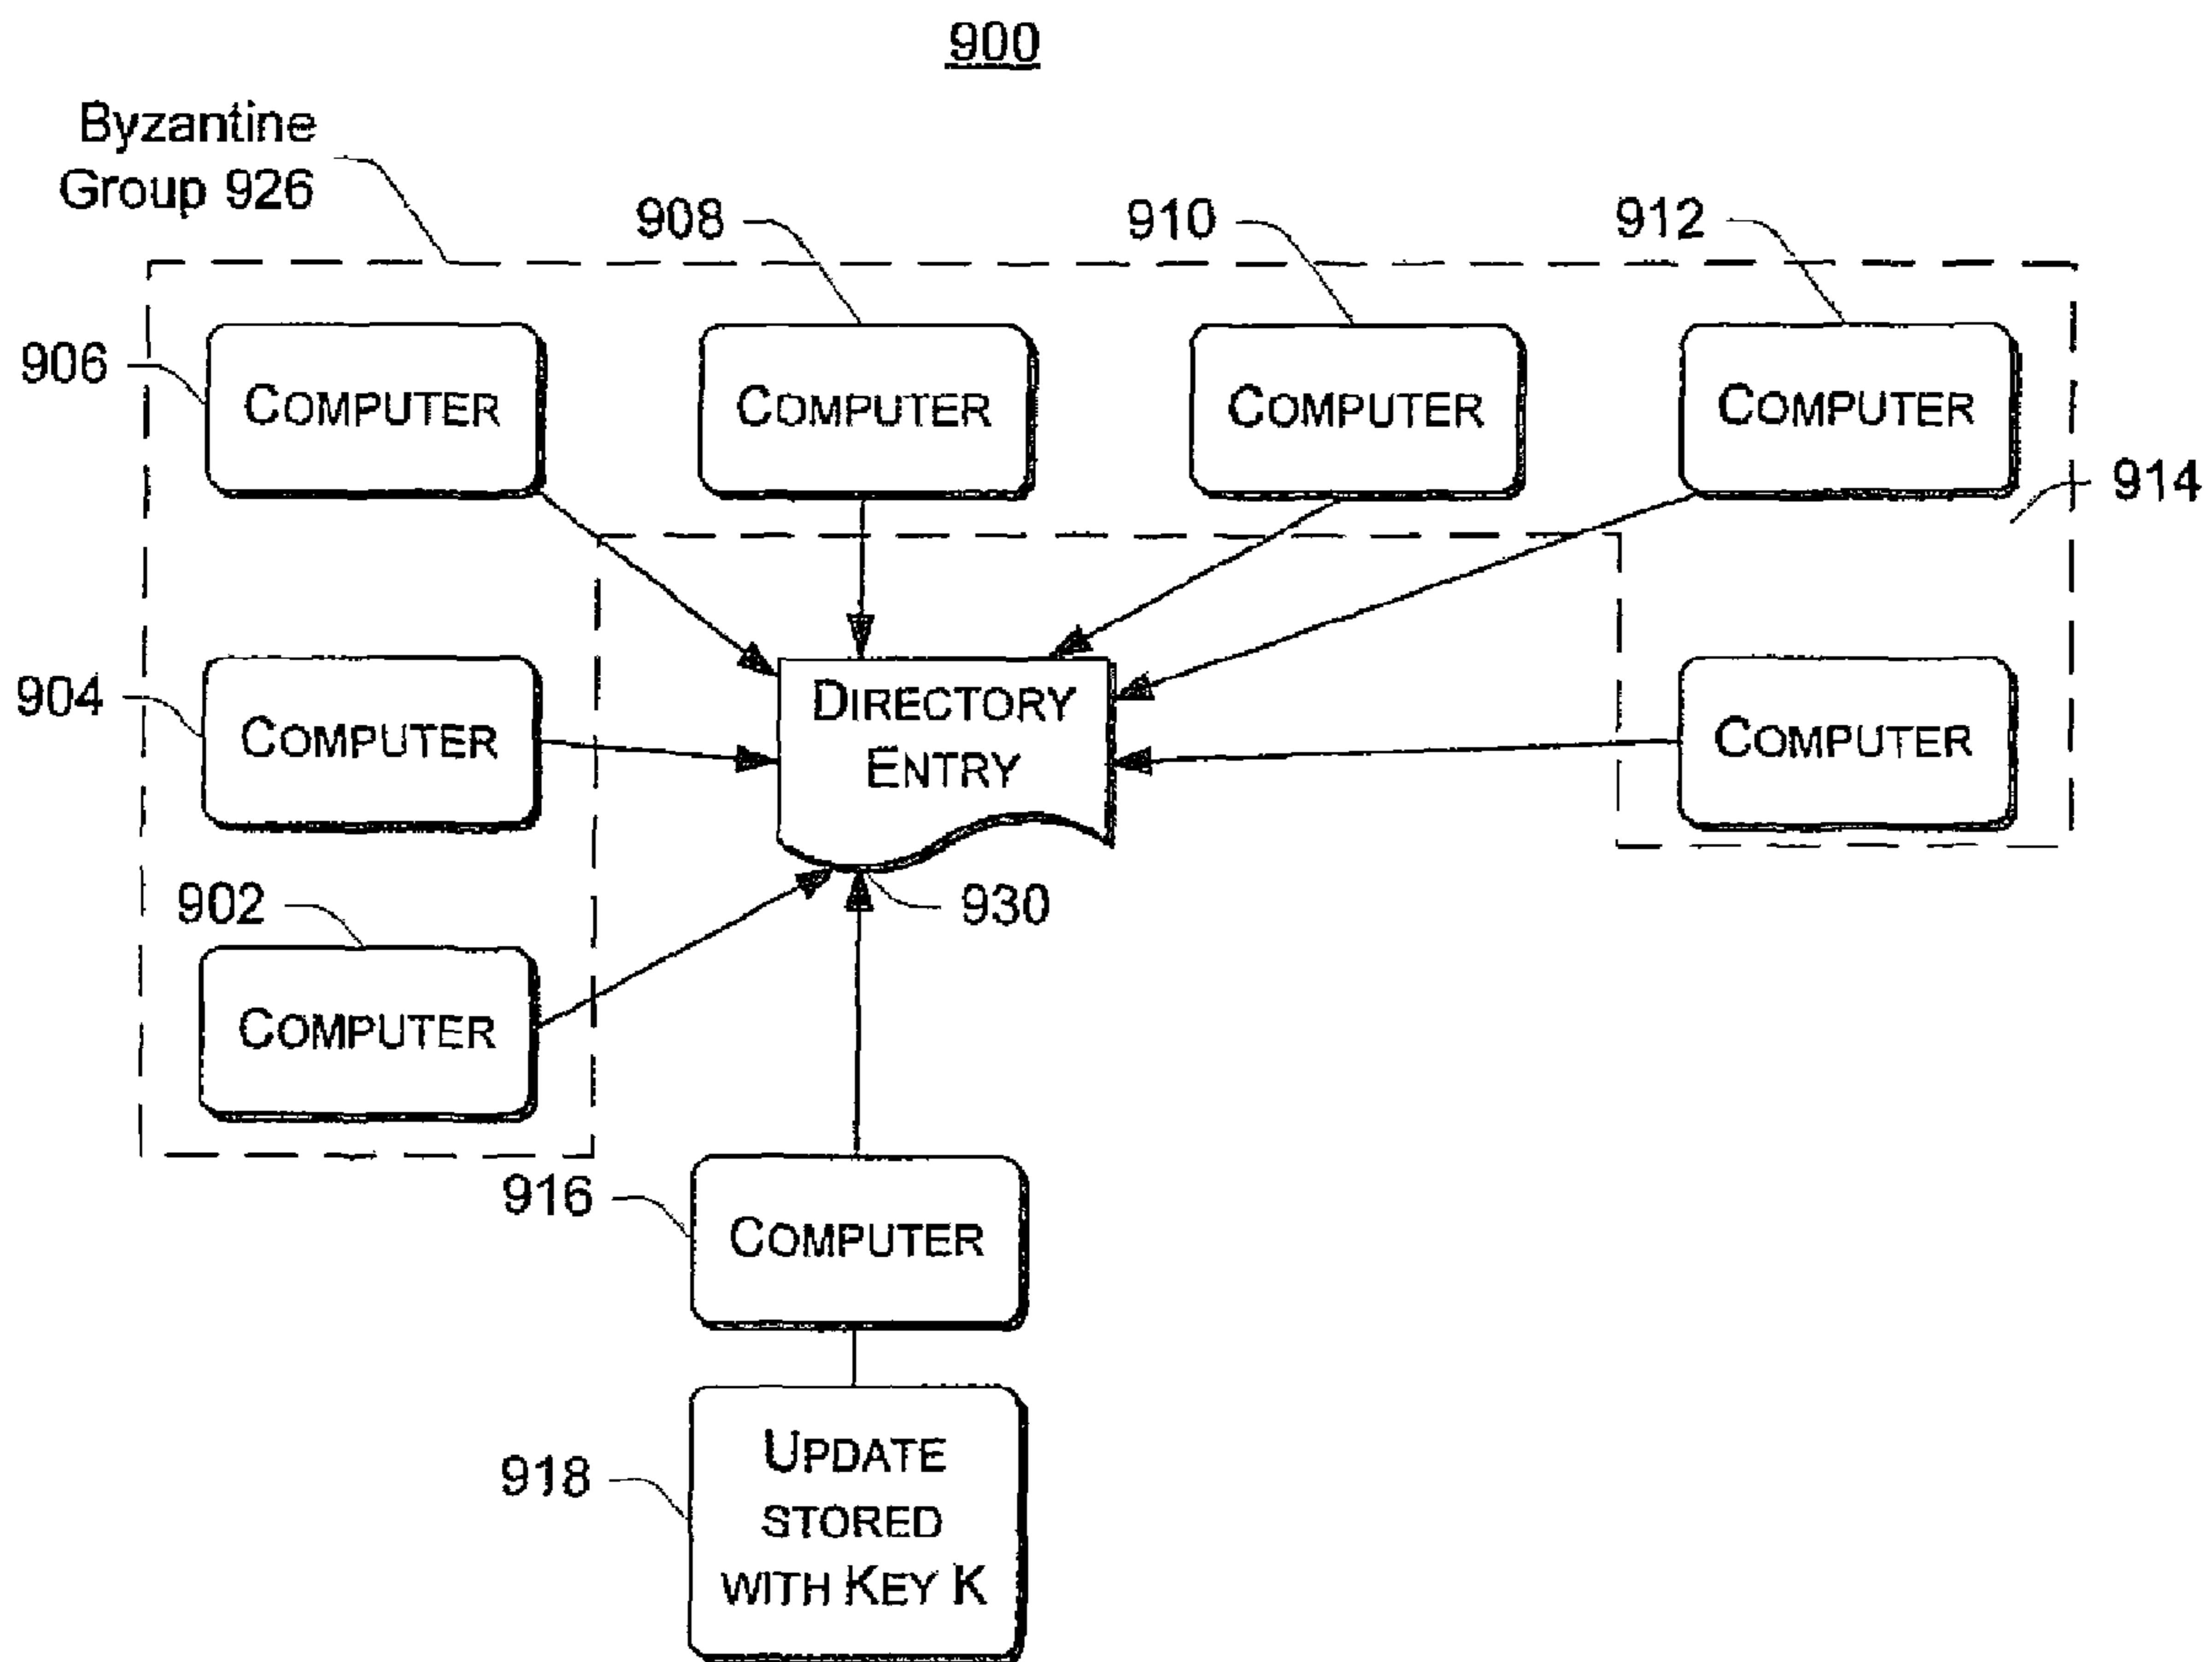 900
Byzantine
Group 926
908
910
912
906
COMPUTER
COMPUTER
COMPUTER
COMPUTER
914
904
COMPUTER
DIRECTORY
ENTRY
COMPUTER
902
930
COMPUTER
916
COMPUTER
918
UPDATE
STORED
WITH KEY K